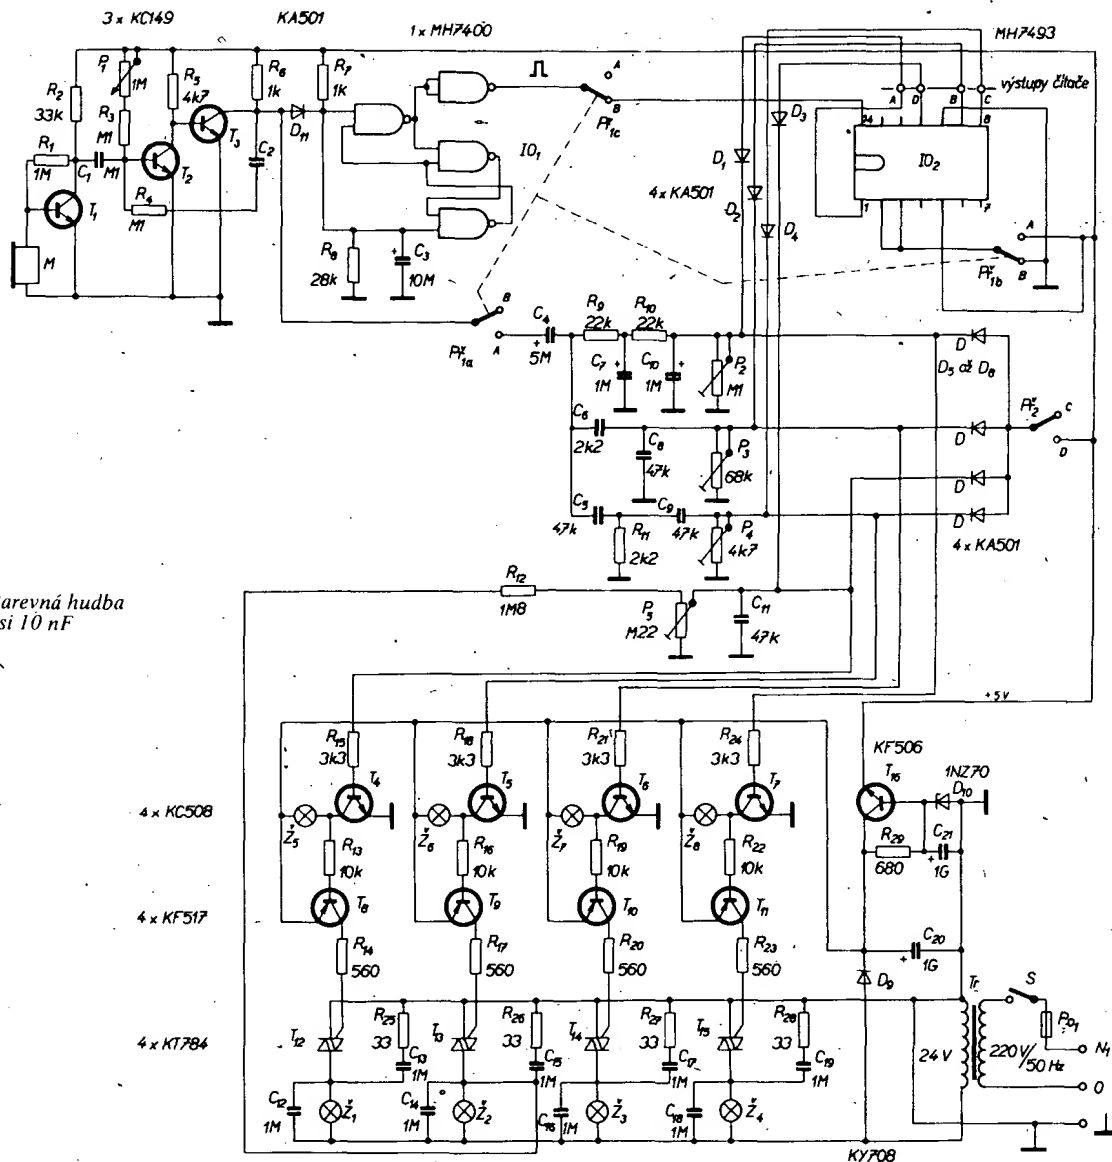 3 x KC149
KA501
1 x MH7400
MH7493
R2
33k
P1
1M
R5
4k7
R6
1k
R7
1k
A
B
Př1c
A
D
B
C
výstupy čítače
R3
M1
T3
D11
D3
14
8
IO2
R1
1M
C1
M1
T2
C2
IO1
D1
4 x KA501
D2
D4
1
7
R4
M1
T1
M
R8
28k
C3
10M
+
A
B
Př1b
B
A
Př1a
C4
+
5M
R9
22k
R10
22k
C7
+
1M
C10
+
1M
P2
M1
D
D5 až D8
Př2
C
D
C6
2k2
C8
47k
P3
68k
D
D
C5
47k
R11
2k2
C9
47k
P4
4k7
D
4 x KA501
arevná hudba
si 10 nF
R12
1M8
P5
M22
C11
47k
+5V
R15
3k3
R18
3k3
R21
3k3
R24
3k3
KF506
T16
1NZ70
D10
4 x KC508
T4
T5
T6
T7
Ž5
Ž6
Ž7
Ž8
R29
680
C21
+
1G
R13
10k
R16
10k
R19
10k
R22
10k
4 x KF517
T8
T9
T10
T11
R14
560
R17
560
R20
560
R23
560
C20
+
1G
D9
Tr
S
Po1
4 x KT784
T12
R25
33
T13
R26
33
T14
R27
33
T15
R28
33
24 V
220V/50 Hz
N1
0
C13
1M
C15
1M
C17
1M
C19
1M
C12
1M
Ž1
C14
1M
Ž2
C16
1M
Ž3
C18
1M
Ž4
KY708